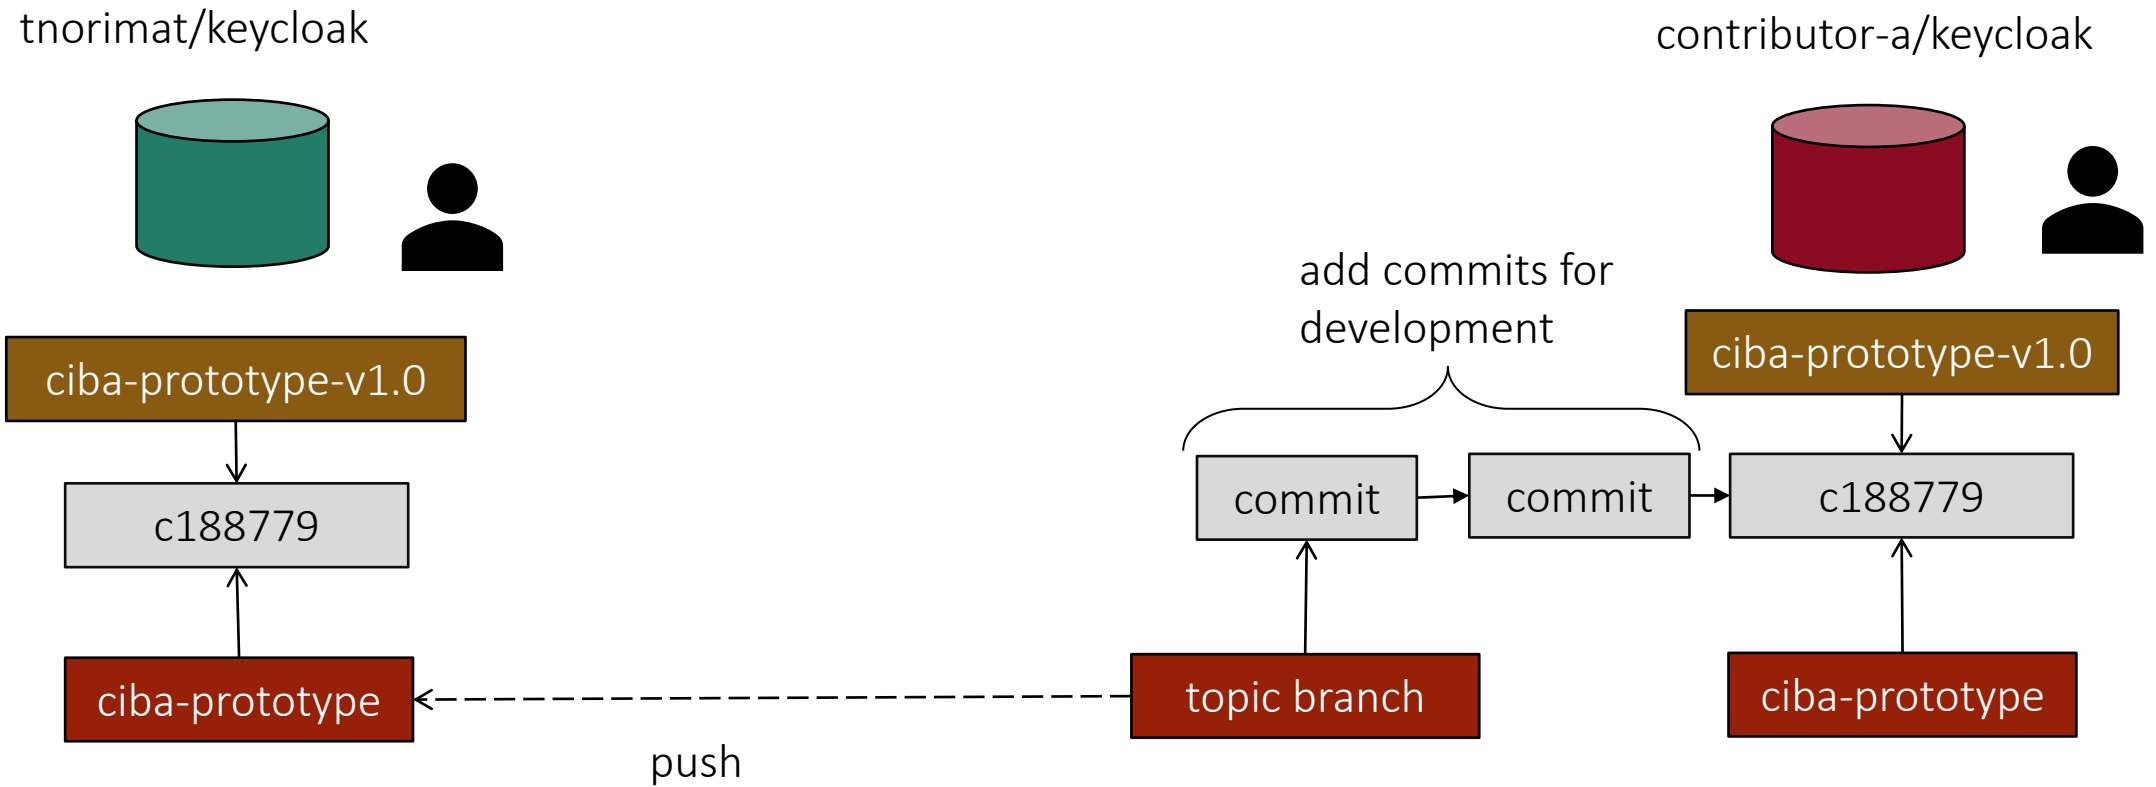 tnorimat/keycloak
contributor-a/keycloak
add commits for
development
ciba-prototype-v1.0
ciba-prototype-v1.0
c188779
commit
commit
c188779
ciba-prototype
topic branch
ciba-prototype
push